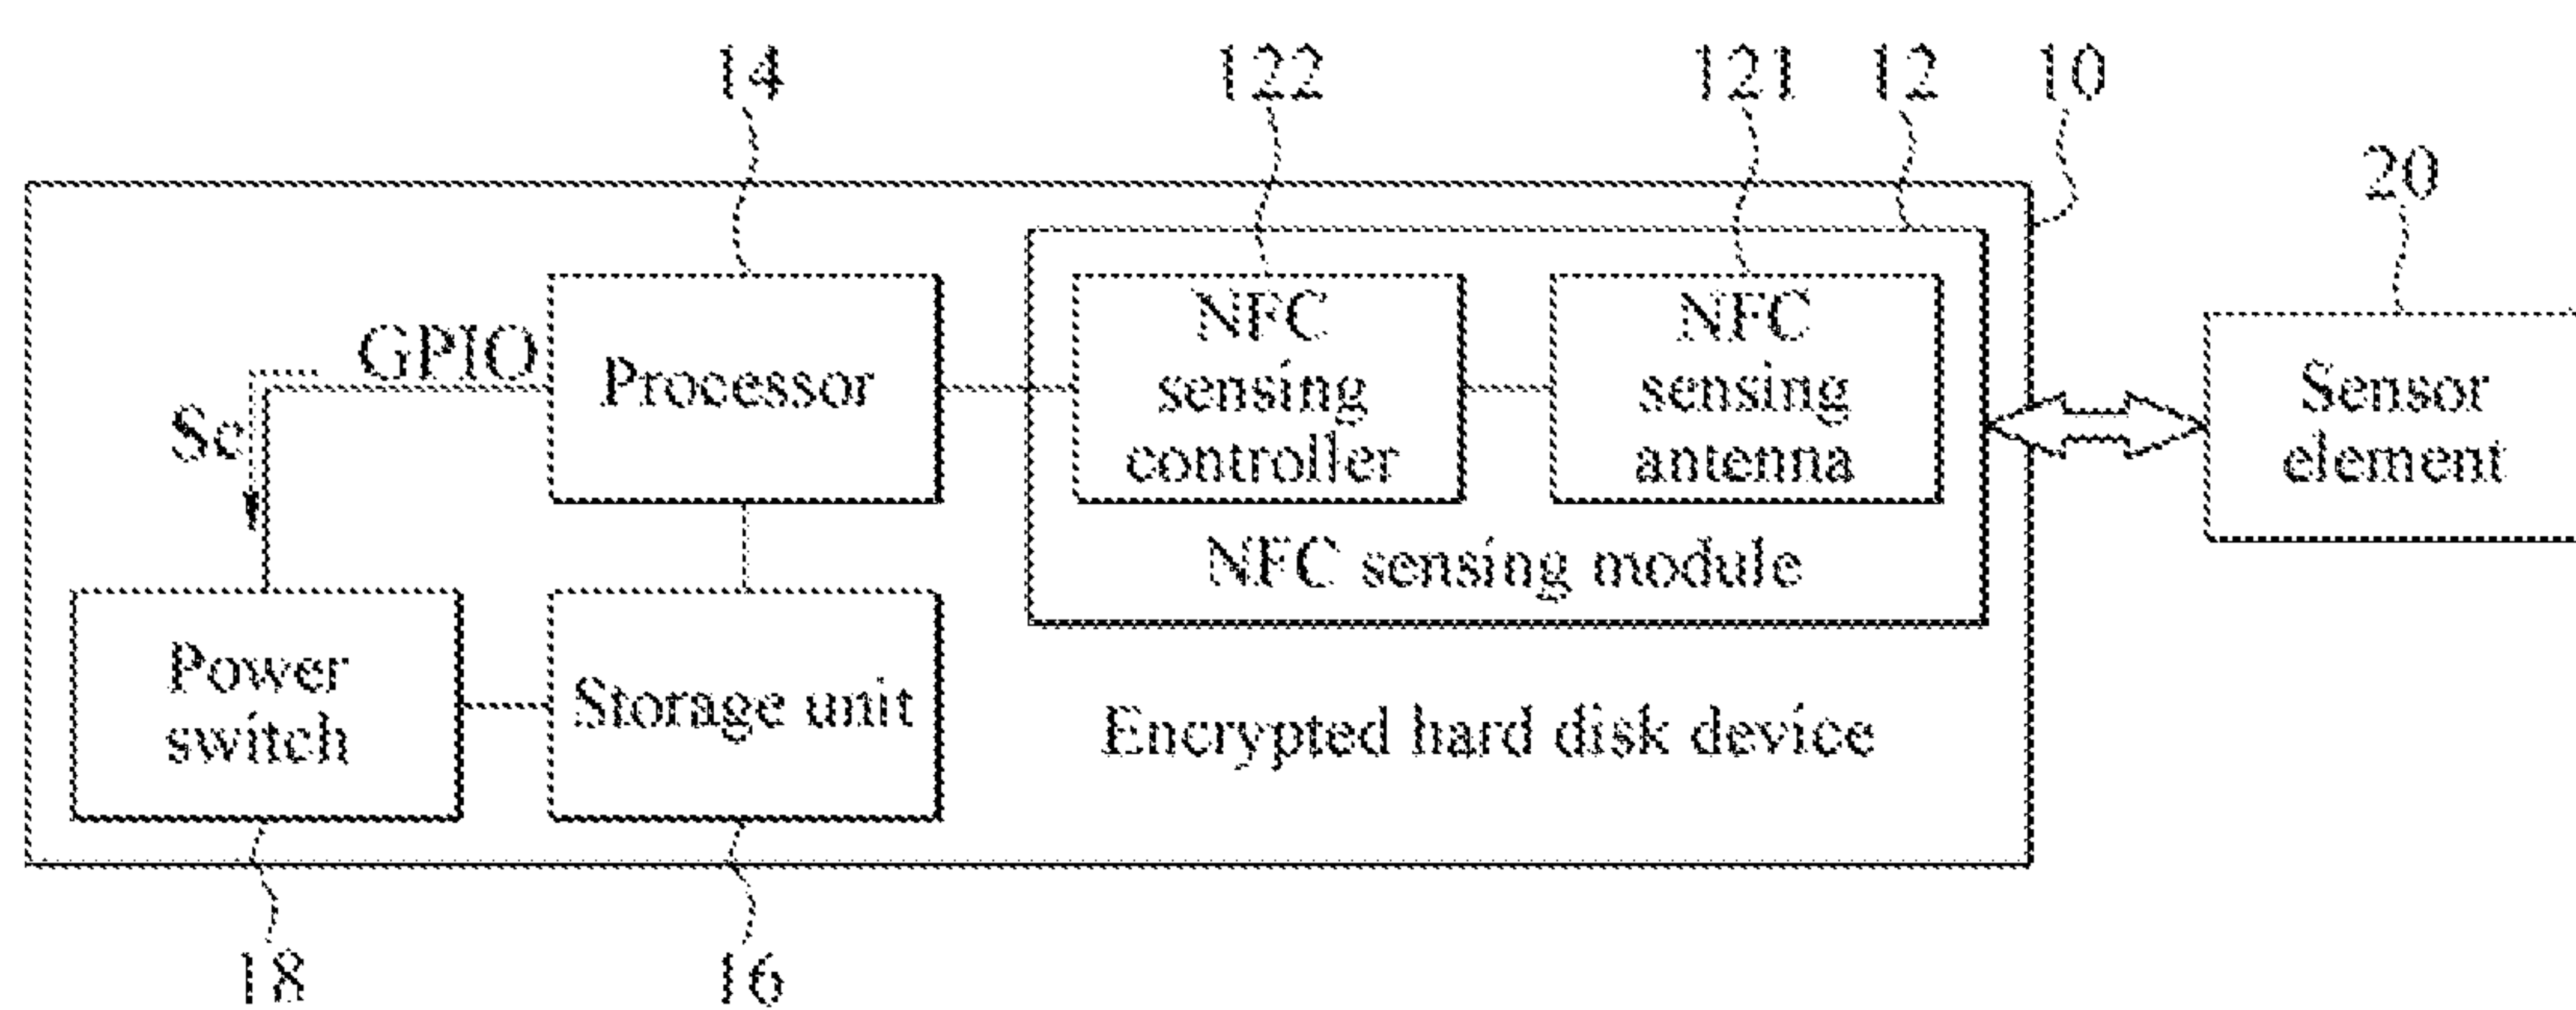 14
122
121
12
10
20
GPIO
Sc
Processor
NFC
sensing
controller
NFC
sensing
antenna
NFC sensing module
Sensor
element
Power
switch
Storage unit
Encrypted hard disk device
18
16